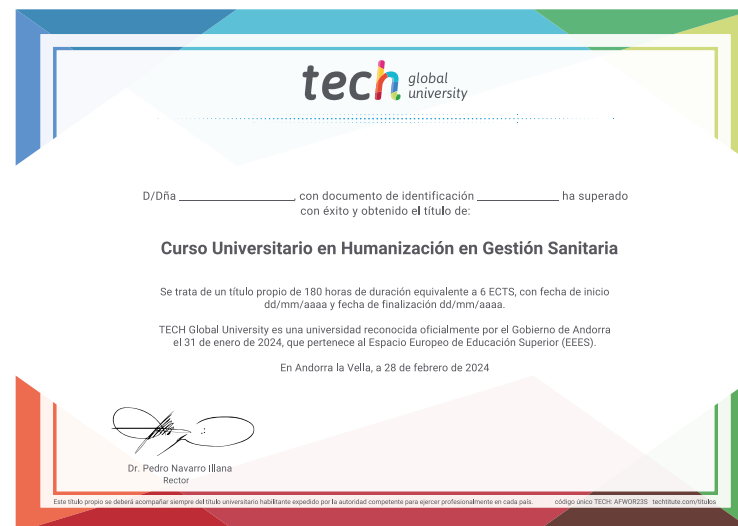 tech global university
D/Dña ____________________, con documento de identificación ______________ ha superado
con éxito y obtenido el título de:
Curso Universitario en Humanización en Gestión Sanitaria
Se trata de un título propio de 180 horas de duración equivalente a 6 ECTS, con fecha de inicio
dd/mm/aaaa y fecha de finalización dd/mm/aaaa.
TECH Global University es una universidad reconocida oficialmente por el Gobierno de Andorra
el 31 de enero de 2024, que pertenece al Espacio Europeo de Educación Superior (EEES).
En Andorra la Vella, a 28 de febrero de 2024
Dr. Pedro Navarro Illana
Rector
Este título propio se deberá acompañar siempre del título universitario habilitante expedido por la autoridad competente para ejercer profesionalmente en cada país. código único TECH: AFWOR23S techtitute.com/titulos